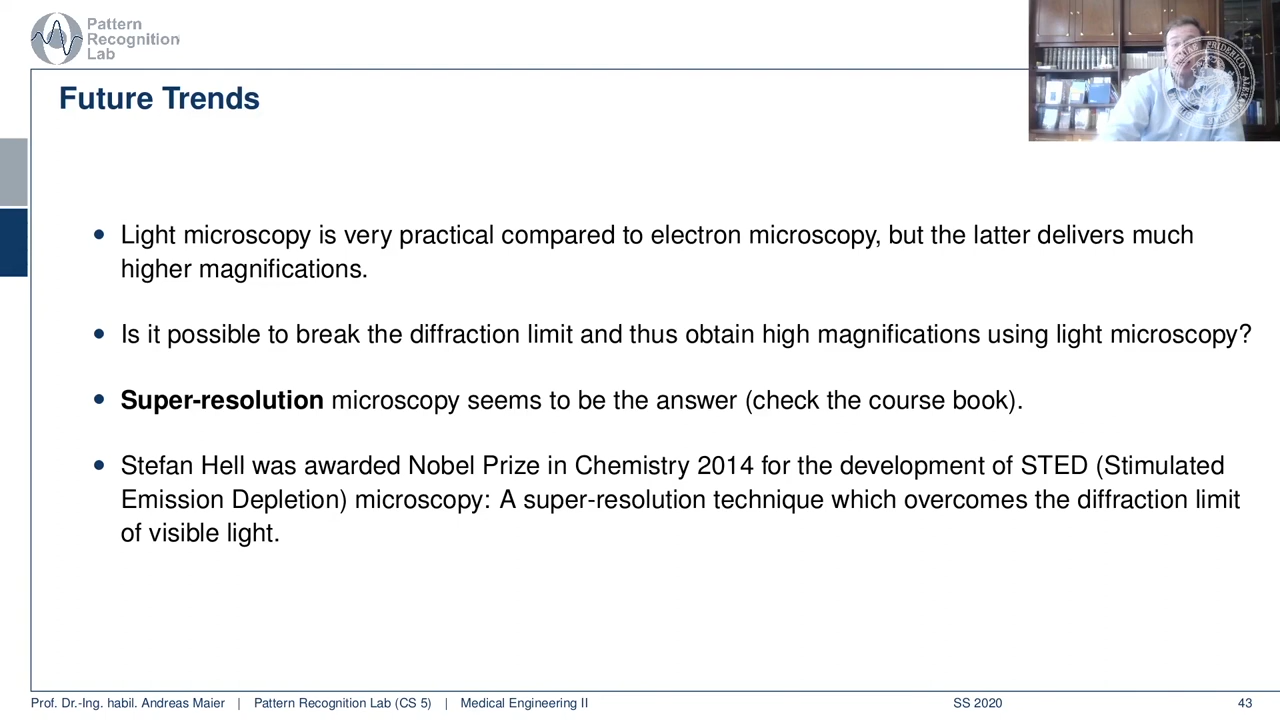 Pattern
Recognition
Lab
Future Trends
• Light microscopy is very practical compared to electron microscopy, but the latter delivers much
higher magnifications.
• Is it possible to break the diffraction limit and thus obtain high magnifications using light microscopy?
• Super-resolution microscopy seems to be the answer (check the course book).
• Stefan Hell was awarded Nobel Prize in Chemistry 2014 for the development of STED (Stimulated
Emission Depletion) microscopy: A super-resolution technique which overcomes the diffraction limit
of visible light.
Prof. Dr.-Ing. habil. Andreas Maier | Pattern Recognition Lab (CS 5) | Medical Engineering II SS 2020 43